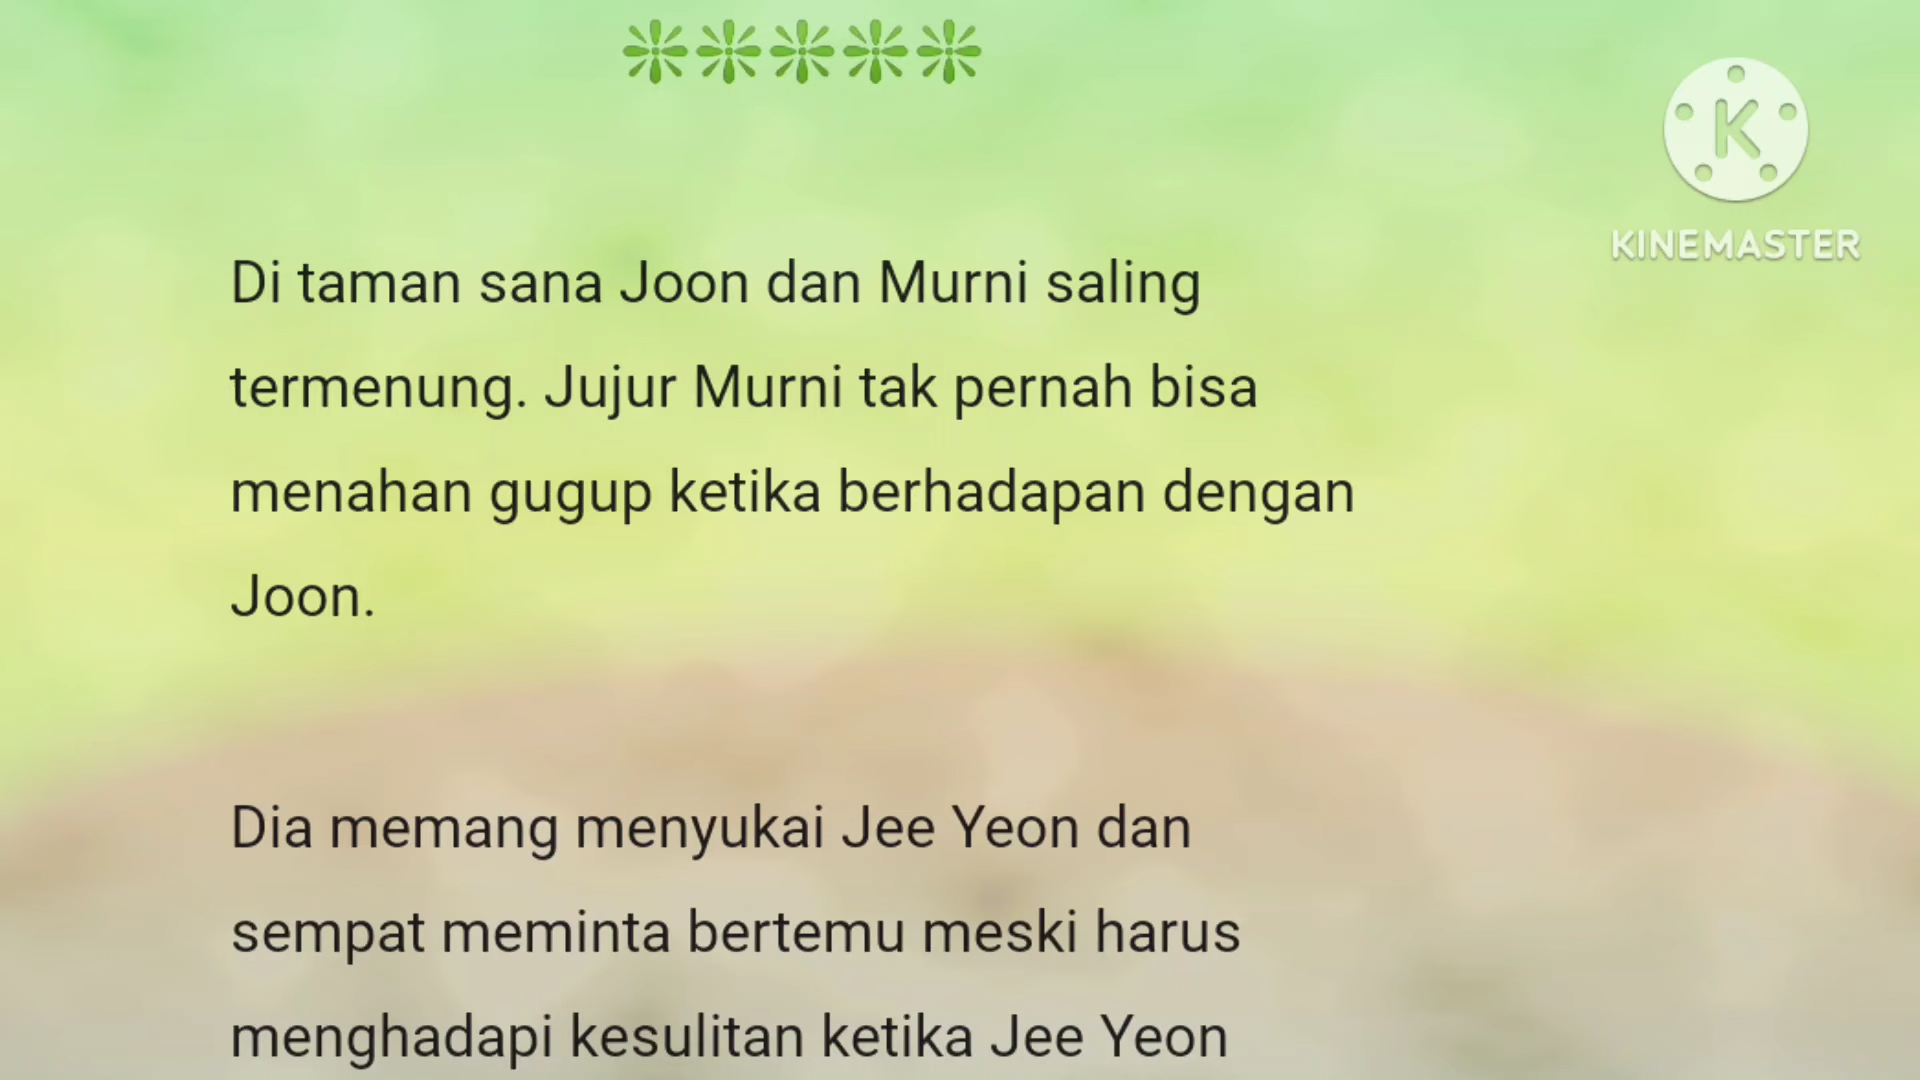 ❇❇❇❇❇
K
KINEMASTER
Di taman sana Joon dan Murni saling
termenung. Jujur Murni tak pernah bisa
menahan gugup ketika berhadapan dengan
Joon.
Dia memang menyukai Jee Yeon dan
sempat meminta bertemu meski harus
menghadapi kesulitan ketika Jee Yeon